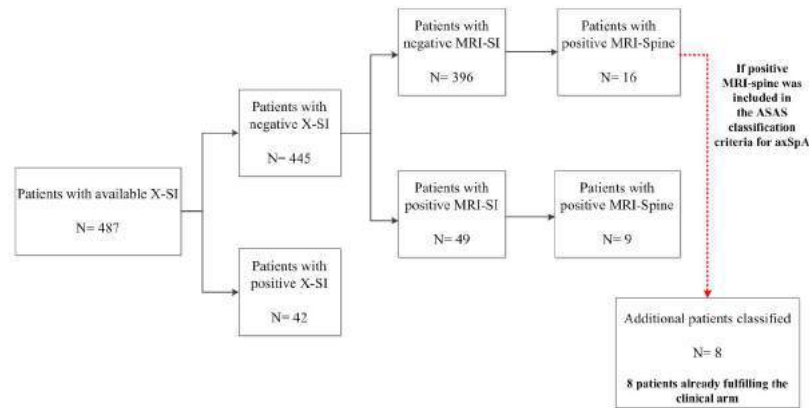 Patients with
negative MRI-SI
N= 396
Patients with
positive MRI-Spine
N= 16
If positive
MRI-spine was
included in
the ASAS
classification
criteria for axSpA
Patients with
negative X-SI
N= 445
Patients with available X-SI
N= 487
Patients with
positive MRI-SI
N= 49
Patients with
positive MRI-Spine
N= 9
Patients with
positive X-SI
N= 42
Additional patients classified
N= 8
8 patients already fulfilling the
clinical arm